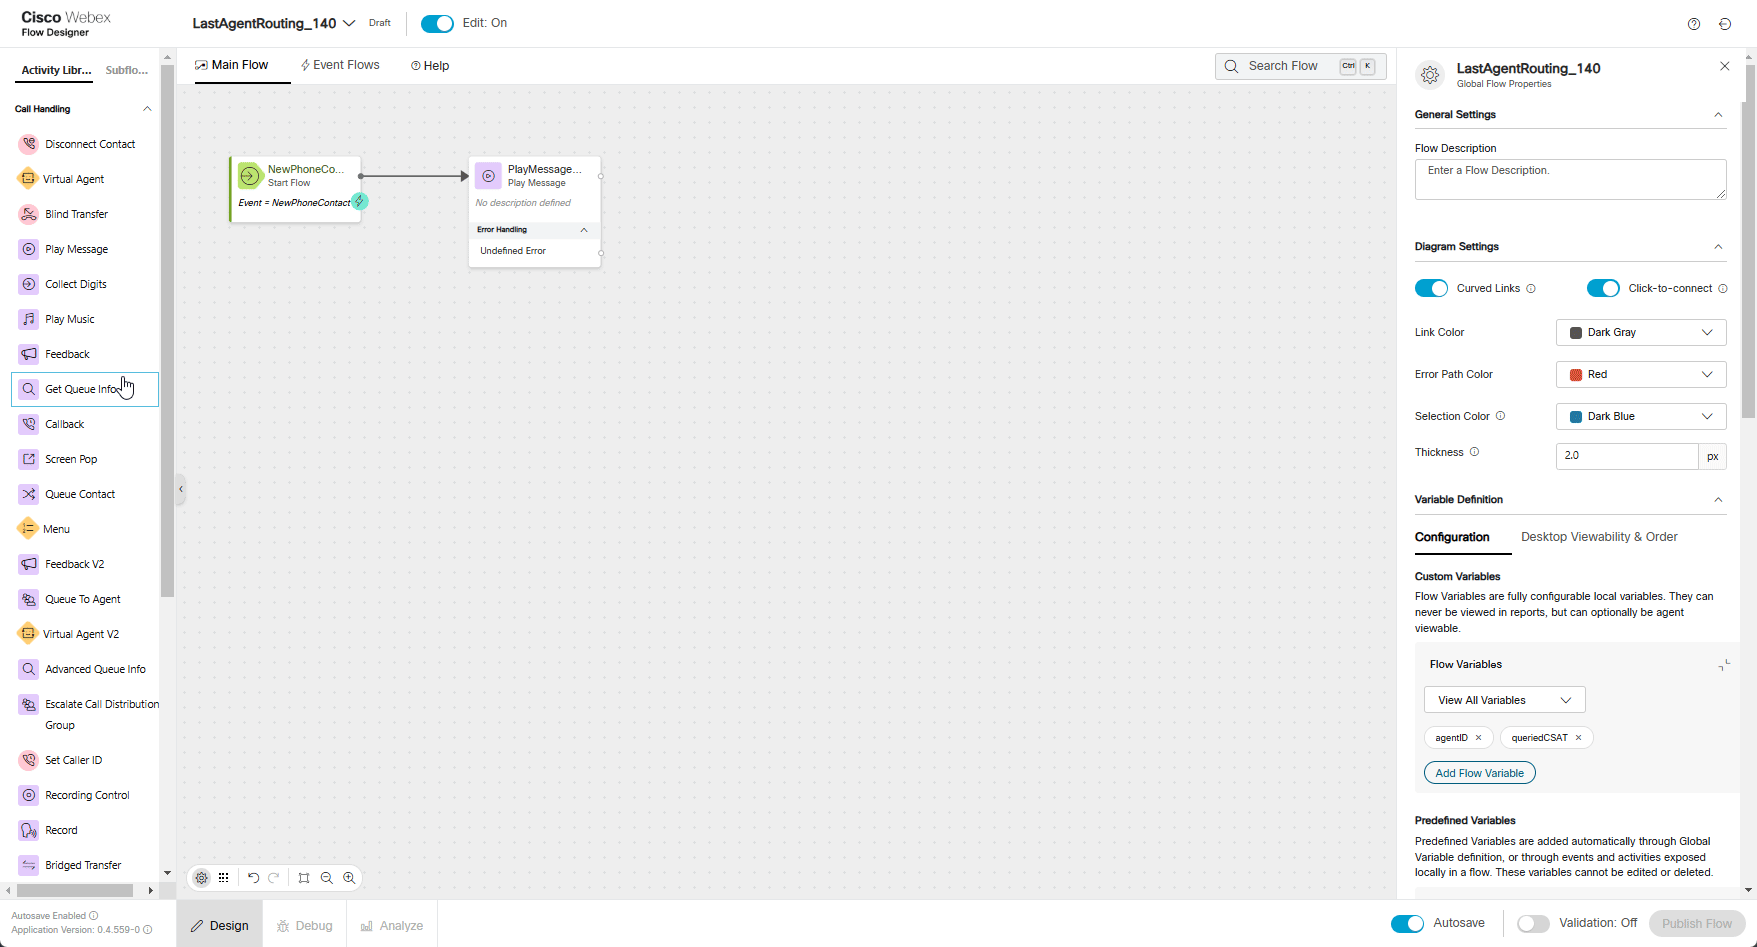 Cisco Webex
Flow Designer
LastAgentRouting_140
Draft
Edit: On
Activity Libr...
Subflo...
Main Flow
Event Flows
Help
Search Flow
Ctrl
K
Call Handling
Disconnect Contact
Virtual Agent
Blind Transfer
Play Message
Collect Digits
Play Music
Feedback
Get Queue Info
Callback
Screen Pop
Queue Contact
Menu
Feedback V2
Queue To Agent
Virtual Agent V2
Advanced Queue Info
Escalate Call Distribution
Group
Set Caller ID
Recording Control
Record
Bridged Transfer
Autosave Enabled
Application Version: 0.4.559-0
NewPhoneCo...
Start Flow
Event = NewPhoneContact
PlayMessage...
Play Message
No description defined
Error Handling
Undefined Error
LastAgentRouting_140
Global Flow Properties
General Settings
Flow Description
Enter a Flow Description.
Diagram Settings
Curved Links
Click-to-connect
Link Color
Dark Gray
Error Path Color
Red
Selection Color
Dark Blue
Thickness
2.0
px
Variable Definition
Configuration
Desktop Viewability & Order
Custom Variables
Flow Variables are fully configurable local variables. They can
never be viewed in reports, but can optionally be agent
viewable.
Flow Variables
View All Variables
agentID
queriedCSAT
Add Flow Variable
Predefined Variables
Predefined Variables are added automatically through Global
Variable definition, or through events and activities exposed
locally in a flow. These variables cannot be edited or deleted.
Design
Debug
Analyze
Autosave
Validation: Off
Publish Flow